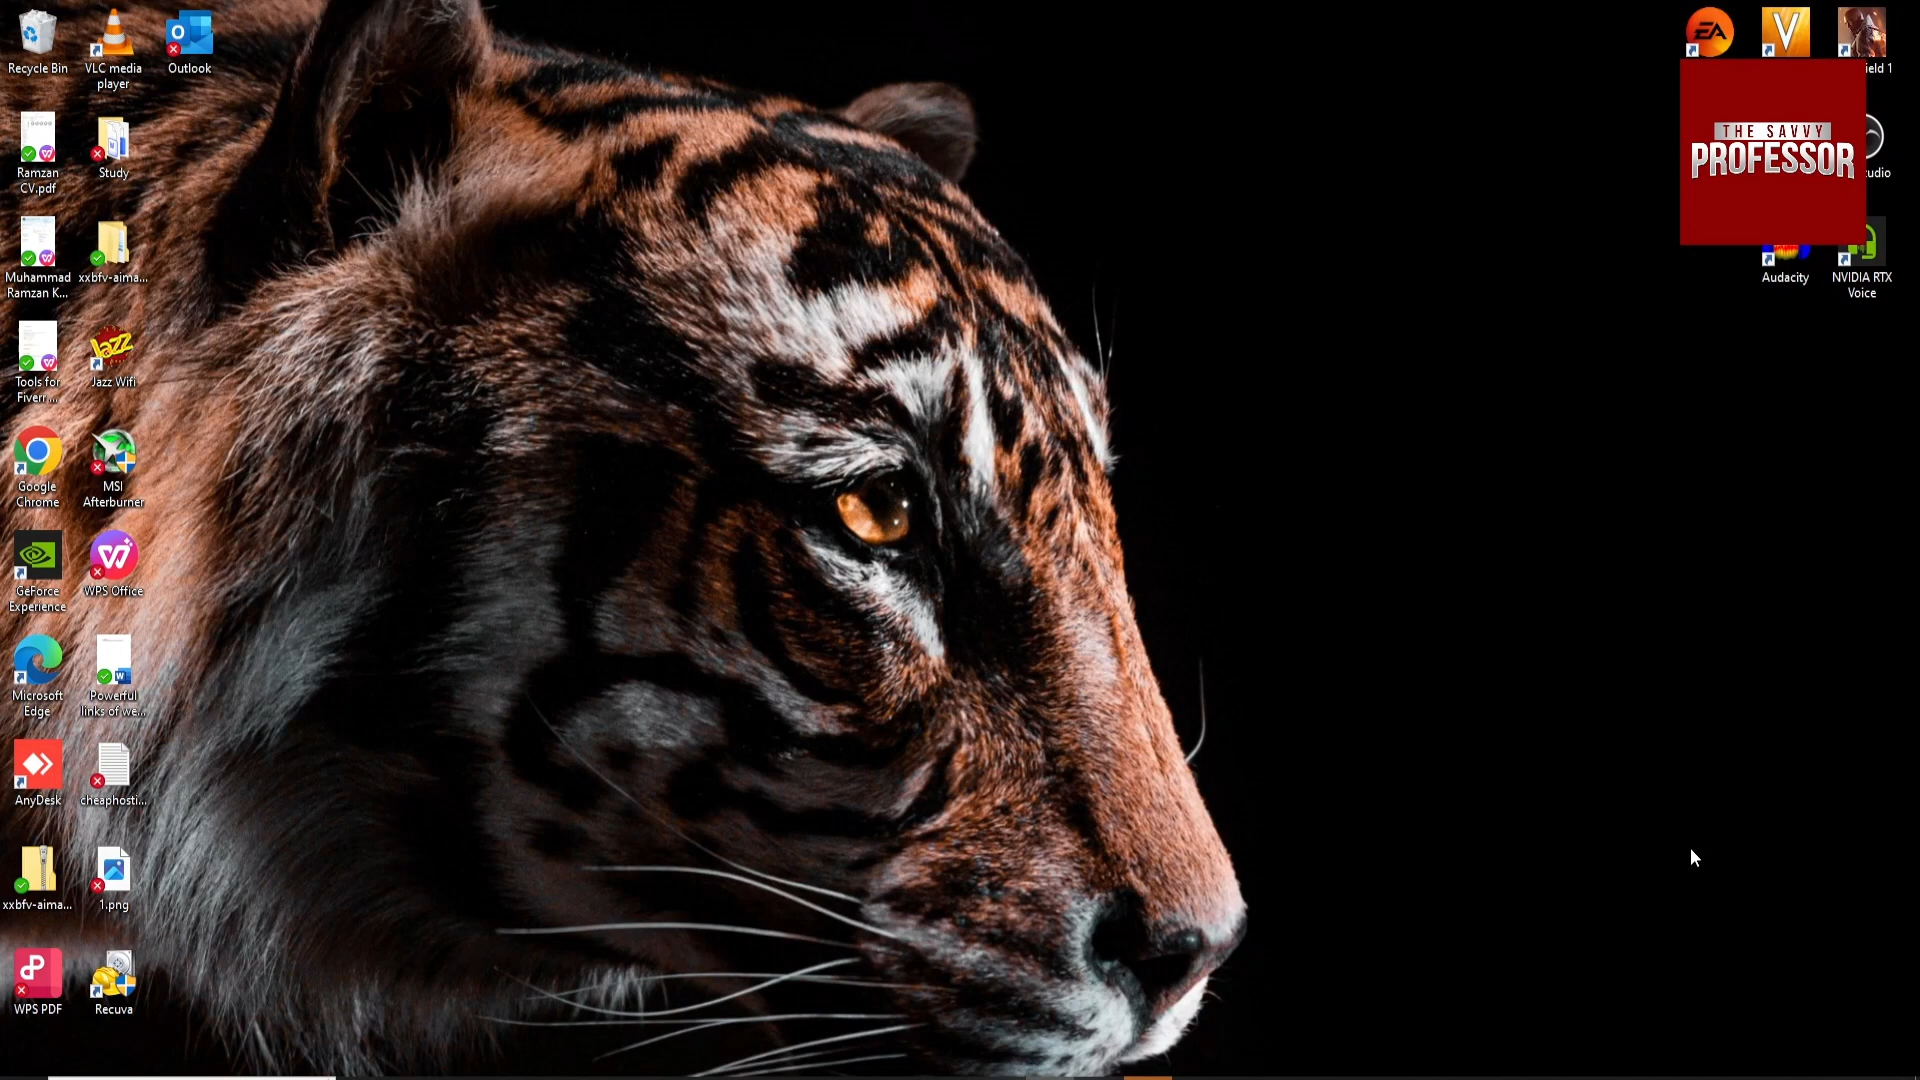 Recycle Bin
VLC media
player
Outlook
Ramzan
CV.pdf
Study
Muhammad
Ramzan K...
xxbfv-aima...
Tools for
Fiverr ...
Jazz
Jazz Wifi
Google
Chrome
MSI
Afterburner
GeForce
Experience
WPS Office
Microsoft
Edge
Powerful
links of we...
AnyDesk
cheaphosti...
xxbfv-aima...
1.png
WPS PDF
Recuva
EA
V
ield 1
THE SAVVY
PROFESSOR
udio
Audacity
NVIDIA RTX
Voice